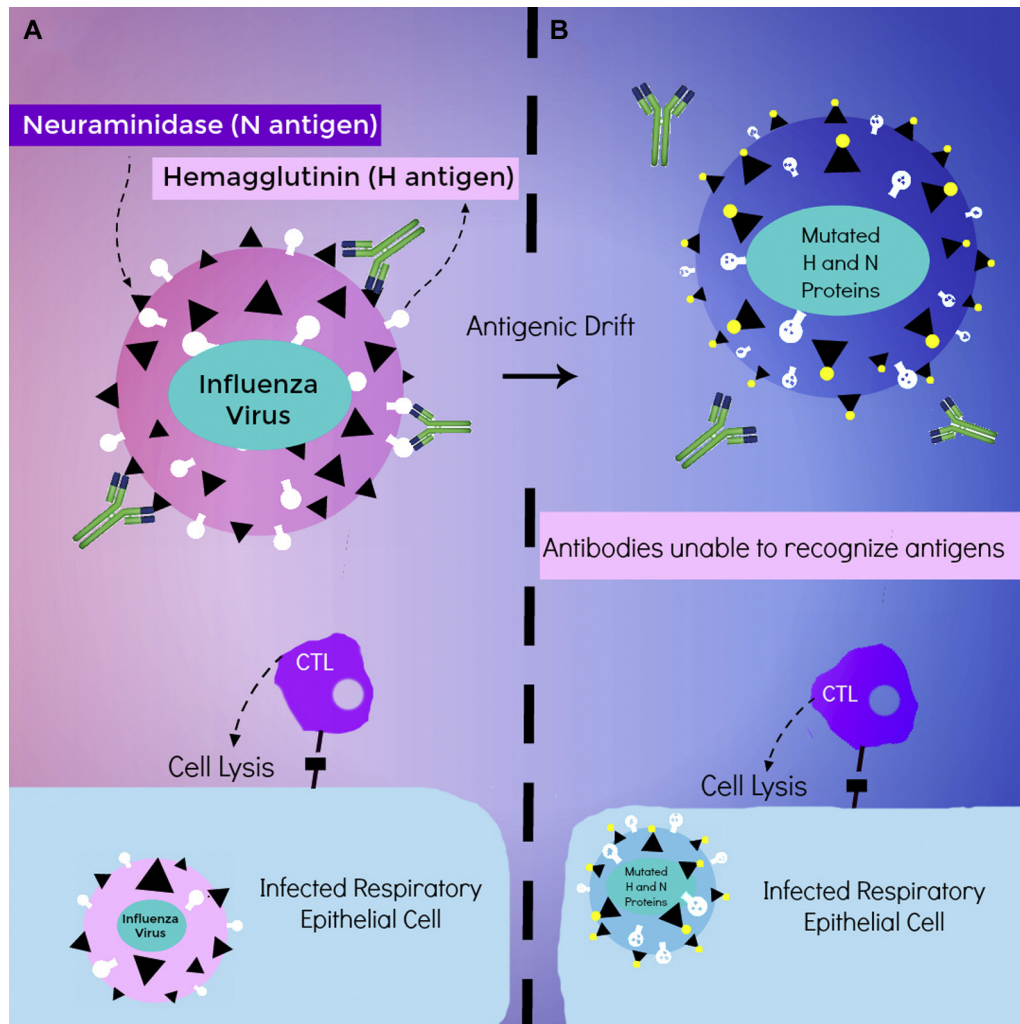 A
Neuraminidase (N antigen)
Hemagglutinin (H antigen)
Influenza
Virus
Antigenic Drift
CTL
Cell Lysis
Infected Respiratory
Epithelial Cell
Influenza
Virus
B
Mutated
H and N
Proteins
Antibodies unable to recognize antigens
CTL
Cell Lysis
Mutated
H and N
Proteins
Infected Respiratory
Epithelial Cell